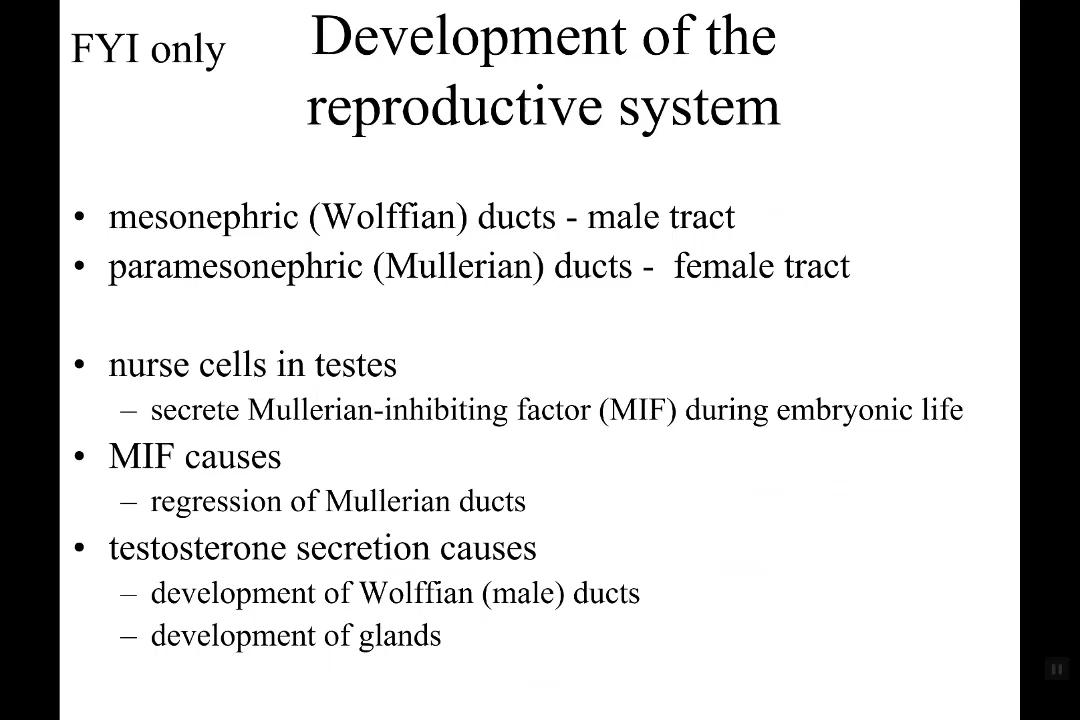 FYI only
Development of the
reproductive system
• mesonephric (Wolffian) ducts - male tract
• paramesonephric (Mullerian) ducts - female tract
• nurse cells in testes
– secrete Mullerian-inhibiting factor (MIF) during embryonic life
• MIF causes
– regression of Mullerian ducts
• testosterone secretion causes
– development of Wolffian (male) ducts
– development of glands